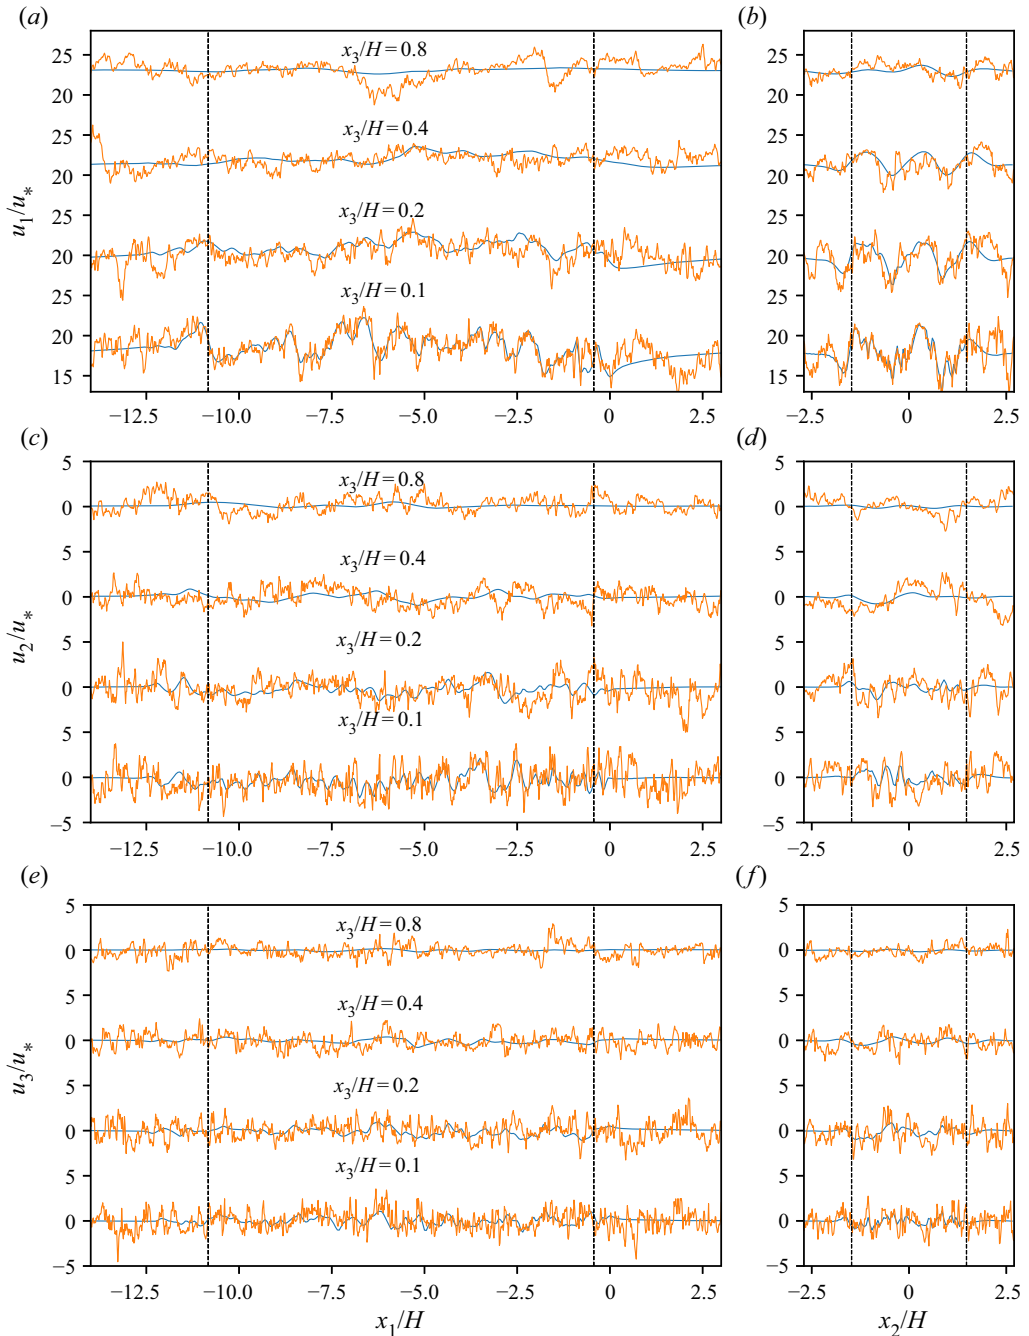 (a) (b)
x₃/H = 0.8
25
20
x₃/H = 0.4
25
20
x₃/H = 0.2
25
20
x₃/H = 0.1
25
20
15
u₁/u*
−12.5 −10.0 −7.5 −5.0 −2.5 0 2.5 −2.5 0 2.5
(c) (d)
5
x₃/H = 0.8
0
5
x₃/H = 0.4
0
5
x₃/H = 0.2
0
5
x₃/H = 0.1
0
−5
u₂/u*
−12.5 −10.0 −7.5 −5.0 −2.5 0 2.5 −2.5 0 2.5
(e) (f)
5
x₃/H = 0.8
0
5
x₃/H = 0.4
0
5
x₃/H = 0.2
0
5
x₃/H = 0.1
0
−5
u₃/u*
−12.5 −10.0 −7.5 −5.0 −2.5 0 2.5 −2.5 0 2.5
x₁/H x₂/H